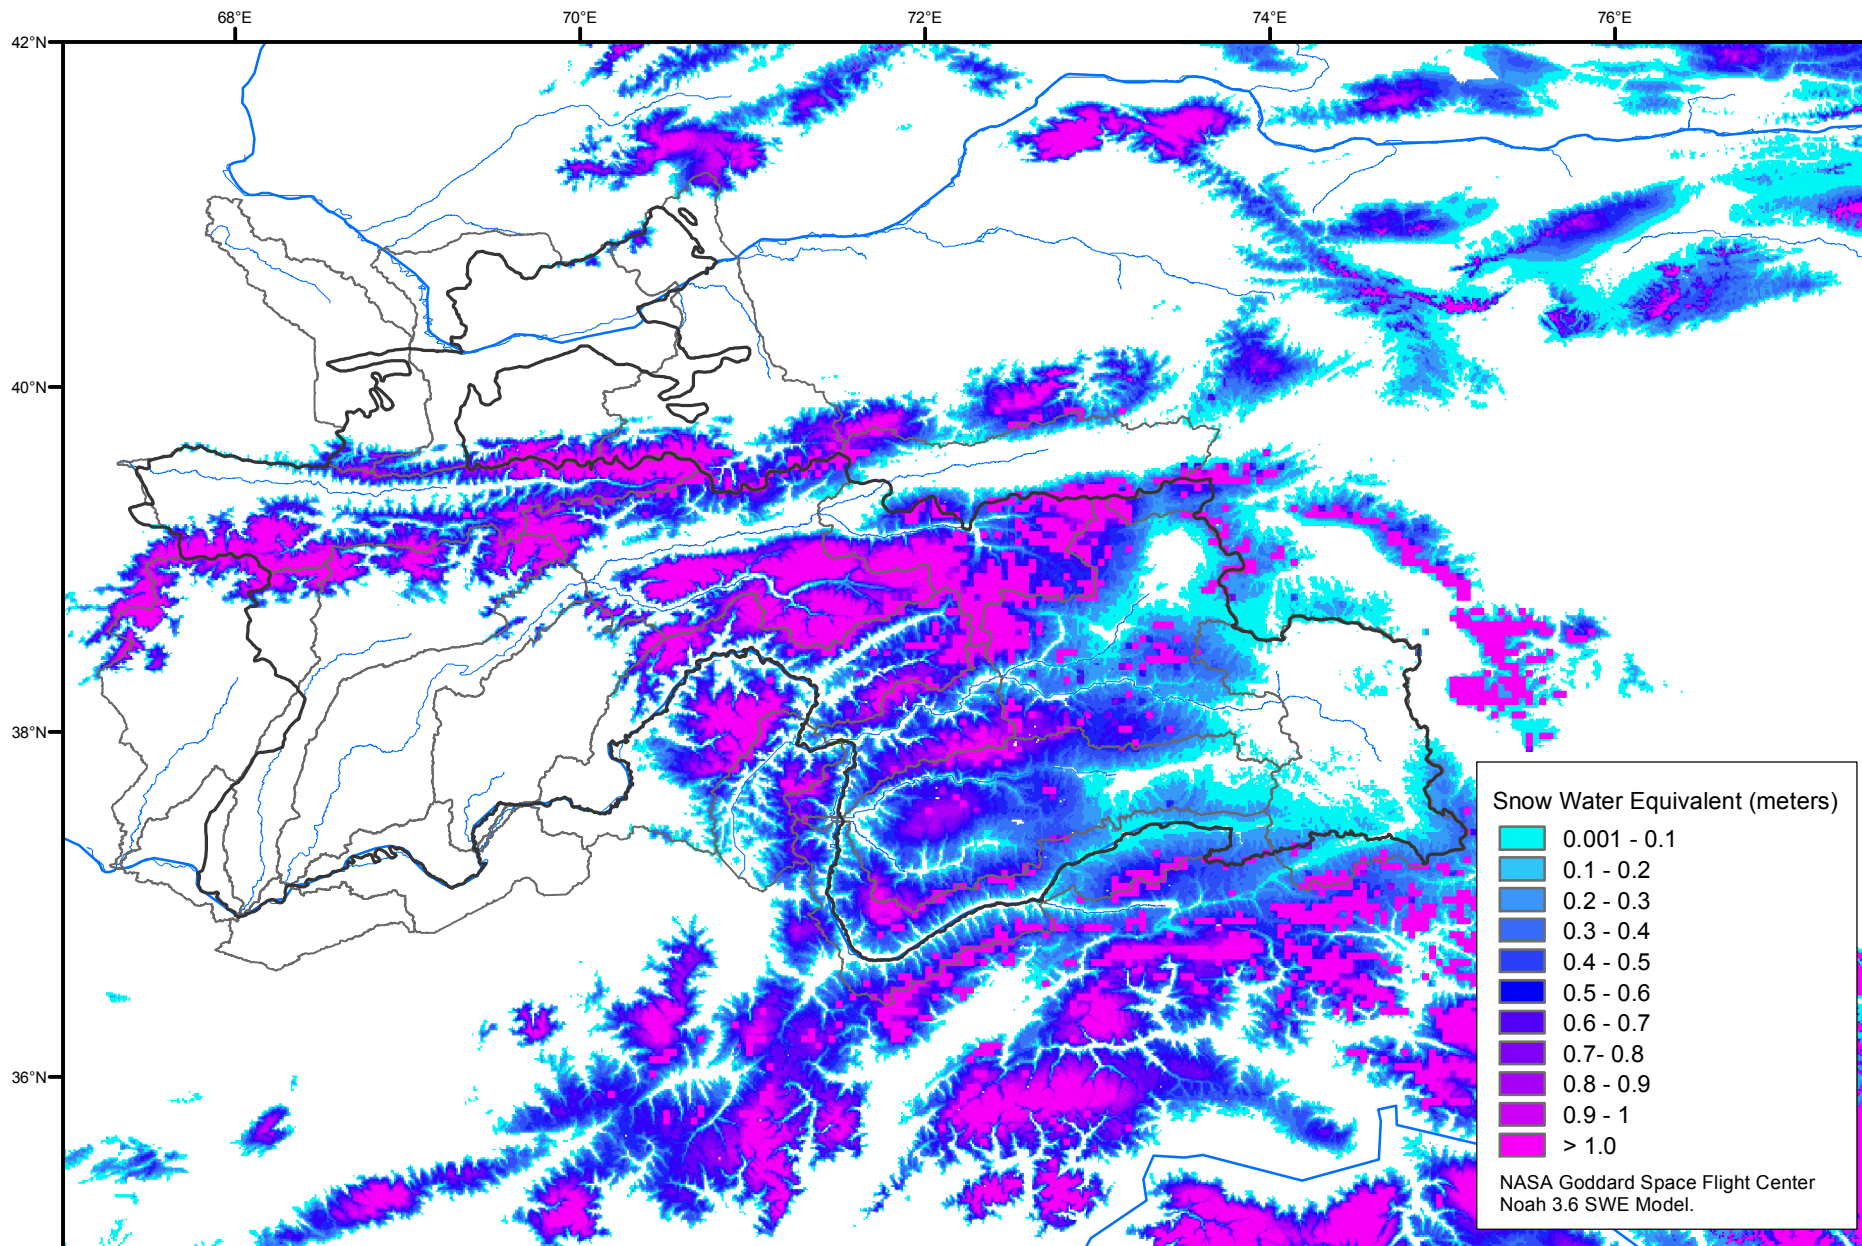 68°E 70°E 72°E 74°E 76°E
42°N
40°N
38°N
36°N
Snow Water Equivalent (meters)
0.001 - 0.1
0.1 - 0.2
0.2 - 0.3
0.3 - 0.4
0.4 - 0.5
0.5 - 0.6
0.6 - 0.7
0.7- 0.8
0.8 - 0.9
0.9 - 1
> 1.0
NASA Goddard Space Flight Center
Noah 3.6 SWE Model.